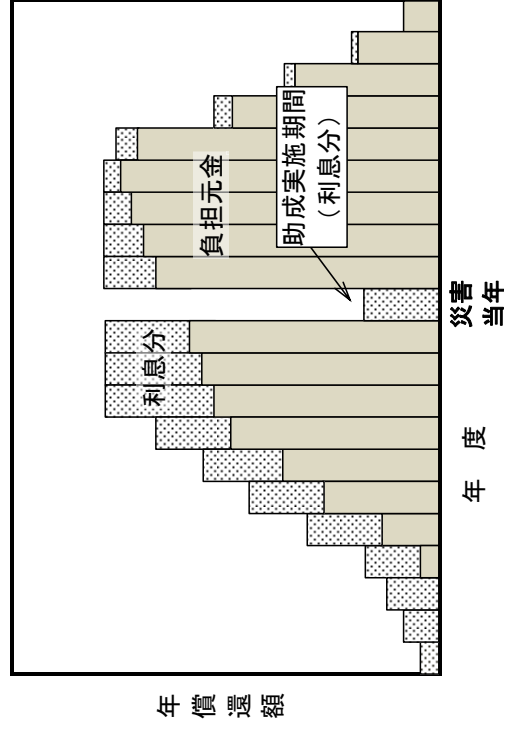 年償還額
利息分
負担元金
助成実施期間
（利息分）
災害
当年
年度